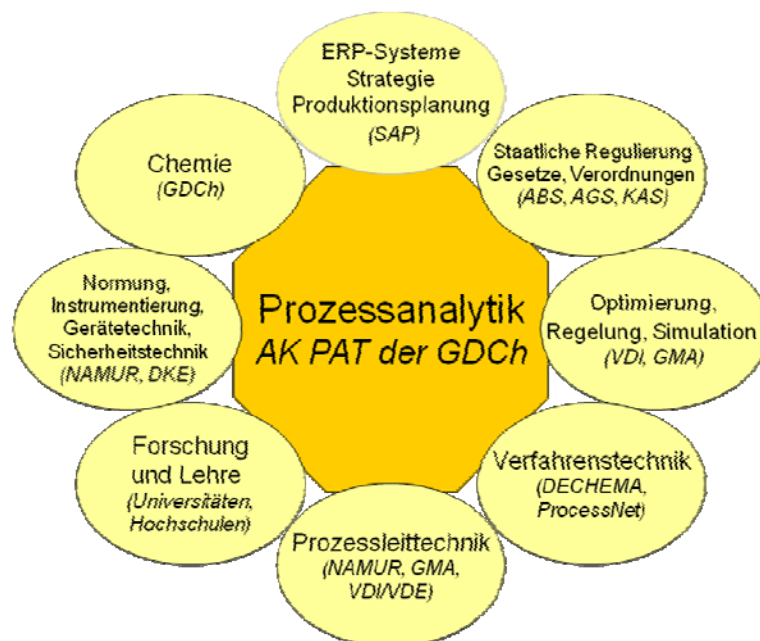 ERP-Systeme
Strategie
Produktionsplanung
(SAP)
Staatliche Regulierung
Gesetze, Verordnungen
(ABS, AGS, KAS)
Optimierung,
Regelung, Simulation
(VDI, GMA)
Verfahrenstechnik
(DECHEMA,
ProcessNet)
Prozessleittechnik
(NAMUR, GMA,
VDI/VDE)
Forschung
und Lehre
(Universitäten,
Hochschulen)
Normung,
Instrumentierung,
Gerätetechnik,
Sicherheitstechnik
(NAMUR, DKE)
Chemie
(GDCh)
Prozessanalytik
AK PAT der GDCh